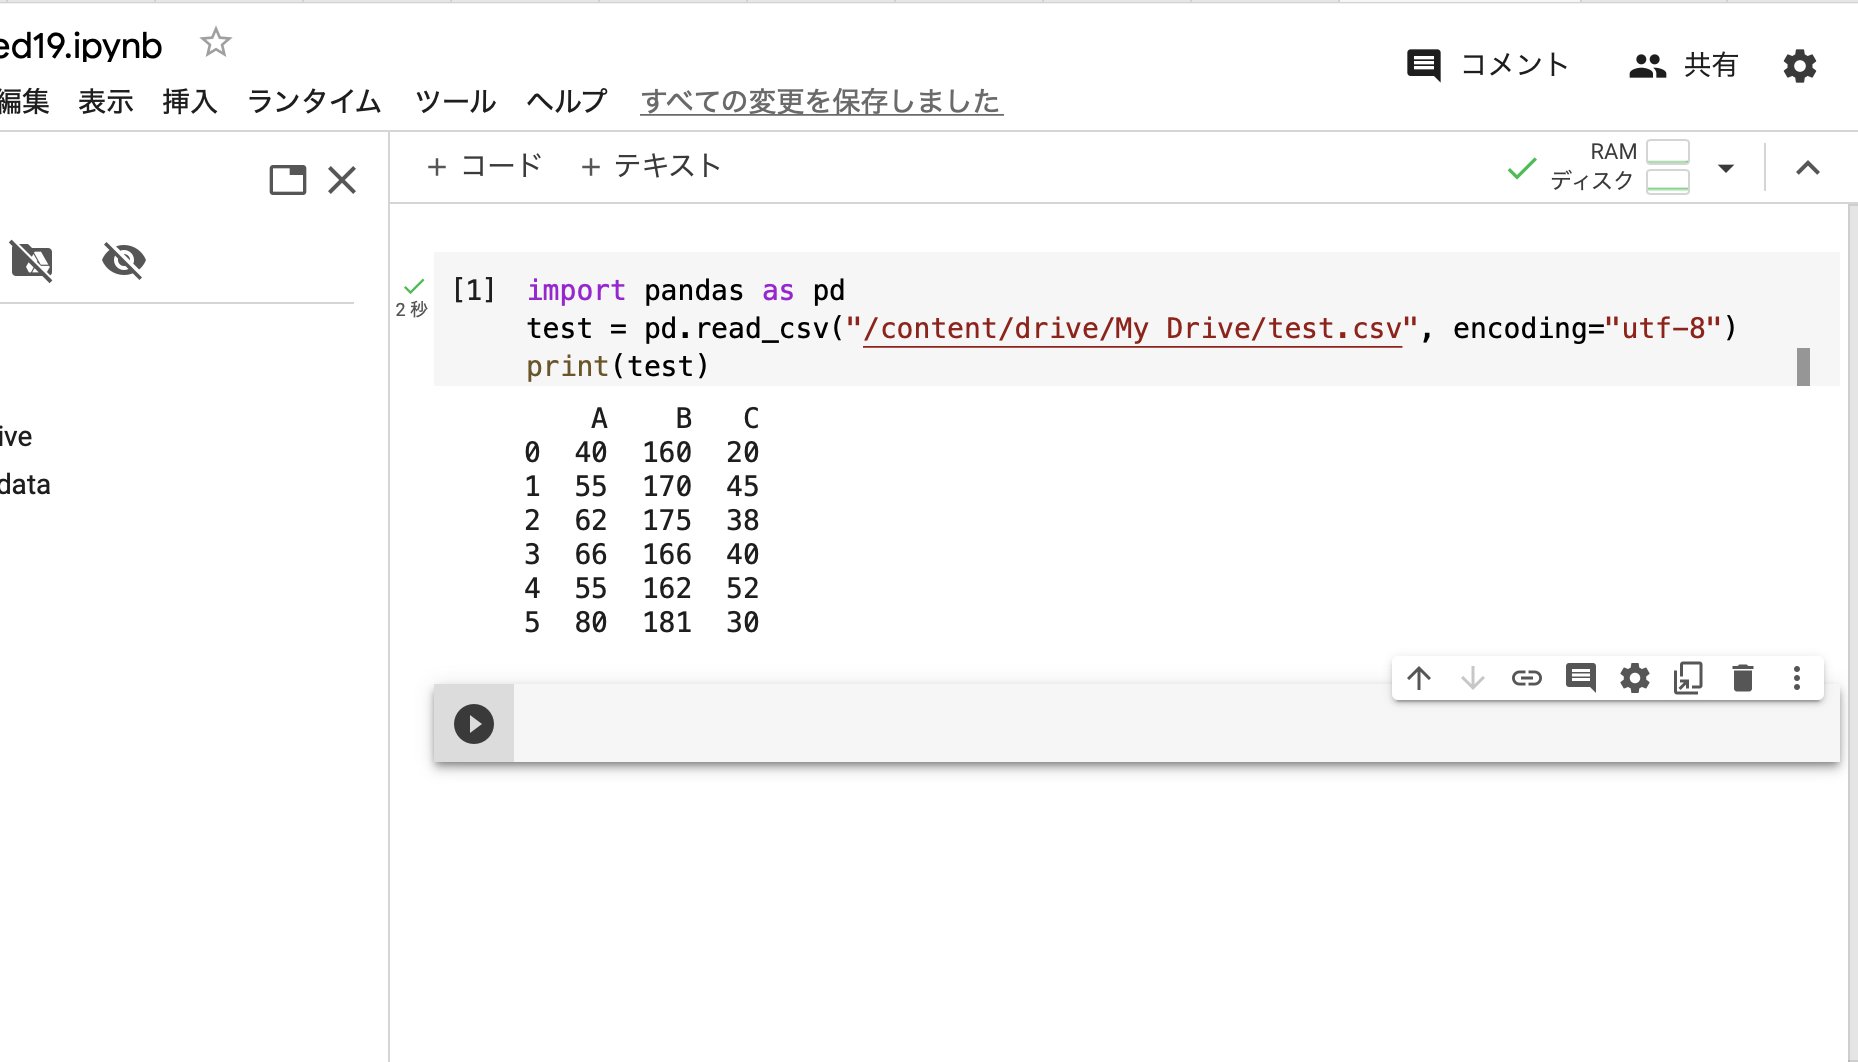 ed19.ipynb
コメント 共有
編集 表示 挿入 ランタイム ツール ヘルプ すべての変更を保存しました
+ コード + テキスト
RAM
ディスク
[1] import pandas as pd
2 秒
test = pd.read_csv("/content/drive/My Drive/test.csv", encoding="utf-8")
print(test)
A B C
0 40 160 20
1 55 170 45
2 62 175 38
3 66 166 40
4 55 162 52
5 80 181 30
ive
data